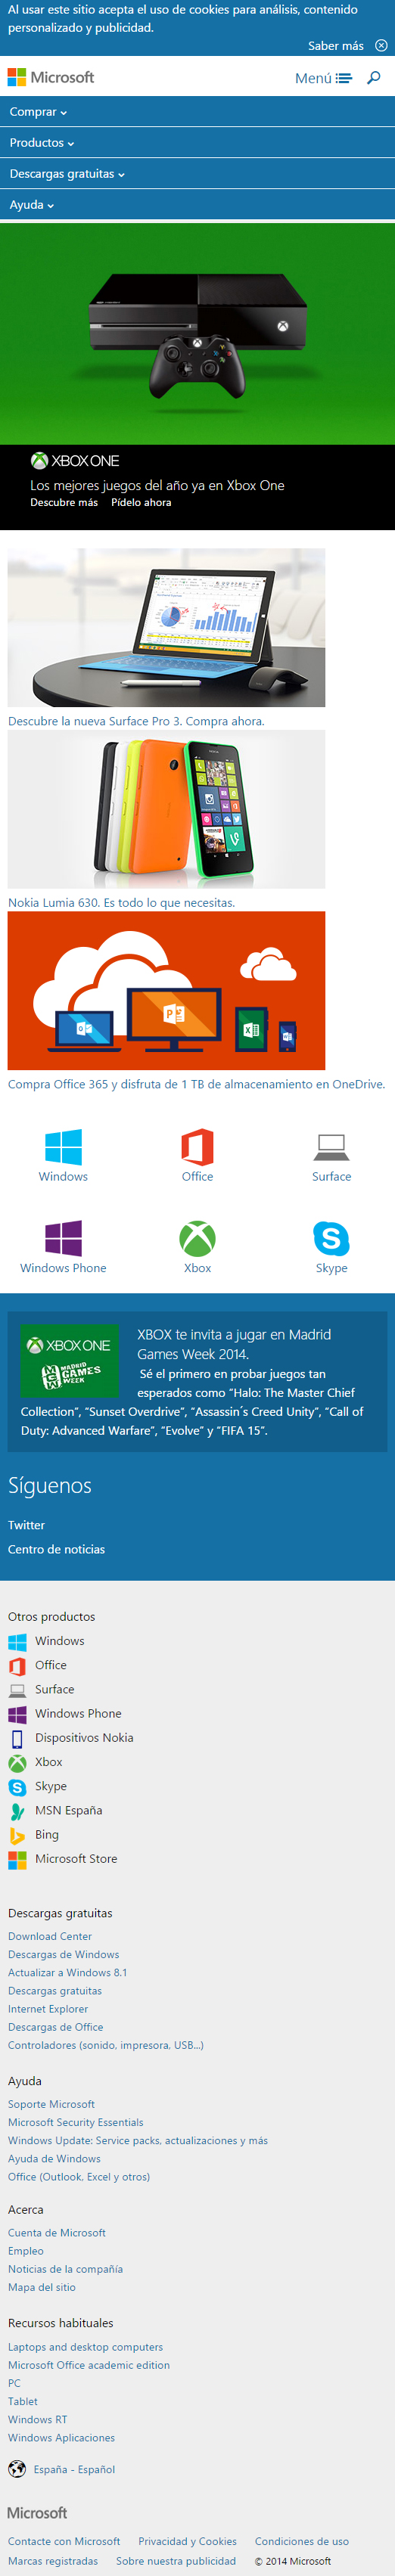 Al usar este sitio acepta el uso de cookies para análisis, contenido
personalizado y publicidad.
Saber más
Microsoft
Menú
Comprar
Productos
Descargas gratuitas
Ayuda
XBOX ONE
Los mejores juegos del año ya en Xbox One
Descubre más Pídelo ahora
Descubre la nueva Surface Pro 3. Compra ahora.
Nokia Lumia 630. Es todo lo que necesitas.
Compra Office 365 y disfruta de 1 TB de almacenamiento en OneDrive.
Windows Office Surface
Windows Phone Xbox Skype
XBOX ONE
MADRID
GAMES
WEEK
XBOX te invita a jugar en Madrid
Games Week 2014.
Sé el primero en probar juegos tan
esperados como “Halo: The Master Chief
Collection”, “Sunset Overdrive”, “Assassin´s Creed Unity”, “Call of
Duty: Advanced Warfare”, “Evolve” y “FIFA 15”.
Síguenos
Twitter
Centro de noticias
Otros productos
Windows
Office
Surface
Windows Phone
Dispositivos Nokia
Xbox
Skype
MSN España
Bing
Microsoft Store
Descargas gratuitas
Download Center
Descargas de Windows
Actualizar a Windows 8.1
Descargas gratuitas
Internet Explorer
Descargas de Office
Controladores (sonido, impresora, USB...)
Ayuda
Soporte Microsoft
Microsoft Security Essentials
Windows Update: Service packs, actualizaciones y más
Ayuda de Windows
Office (Outlook, Excel y otros)
Acerca
Cuenta de Microsoft
Empleo
Noticias de la compañía
Mapa del sitio
Recursos habituales
Laptops and desktop computers
Microsoft Office academic edition
PC
Tablet
Windows RT
Windows Aplicaciones
España - Español
Microsoft
Contacte con Microsoft Privacidad y Cookies Condiciones de uso
Marcas registradas Sobre nuestra publicidad © 2014 Microsoft